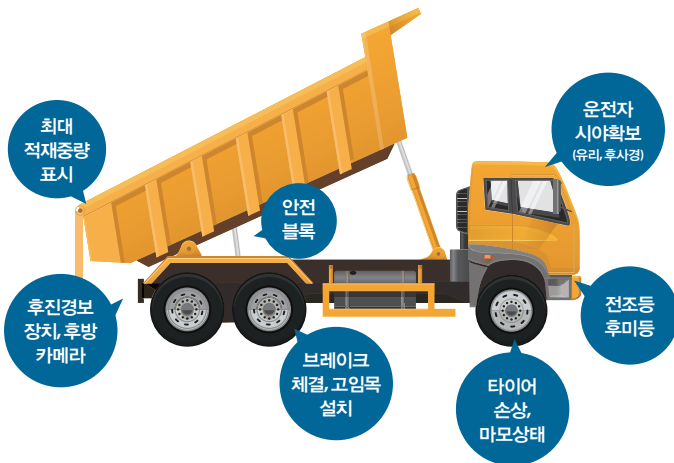 최대
적재중량
표시
운전자
시야확보
(유리, 후사경)
안전
블록
후진경보
장치, 후방
카메라
브레이크
체결, 고임목
설치
타이어
손상,
마모상태
전조등
후미등